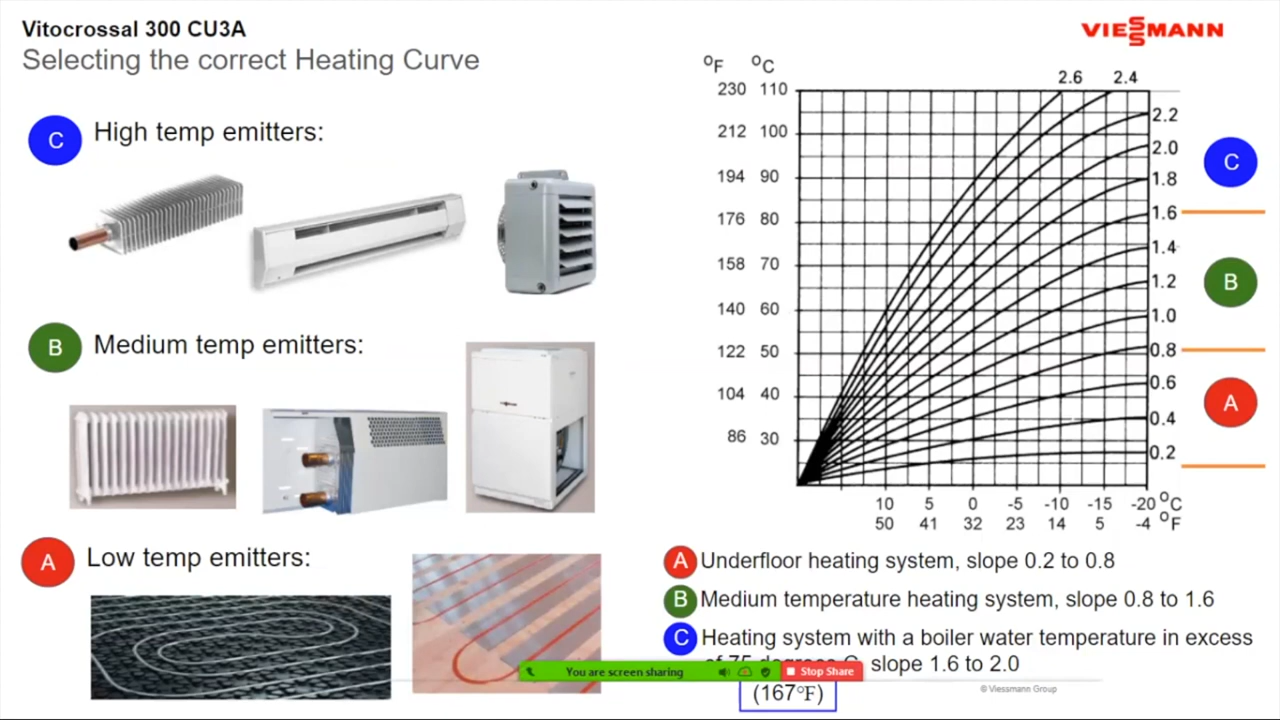 Vitocrossal 300 CU3A
Selecting the correct Heating Curve
VIESSMANN
C High temp emitters:
B Medium temp emitters:
A Low temp emitters:
°F °C
2.6 2.4
230 110
2.2
212 100
2.0
C
194 90
1.8
176 80
1.6
1.4
158 70
1.2
B
140 60
1.0
122 50
0.8
104 40
0.6
A
0.4
86 30
0.2
10 5 0 -5 -10 -15 -20 °C
50 41 32 23 14 5 -4 °F
A Underfloor heating system, slope 0.2 to 0.8
B Medium temperature heating system, slope 0.8 to 1.6
C Heating system with a boiler water temperature in excess
of 75 degrees C, slope 1.6 to 2.0
You are screen sharing Stop Share
(167°F)
© Viessmann Group